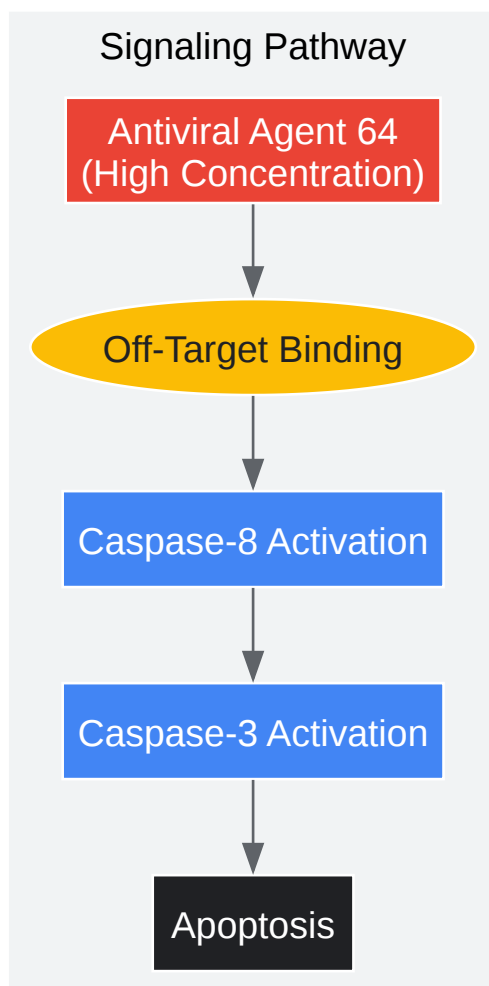 Signaling Pathway
Antiviral Agent 64
(High Concentration)
Off-Target Binding
Caspase-8 Activation
Caspase-3 Activation
Apoptosis